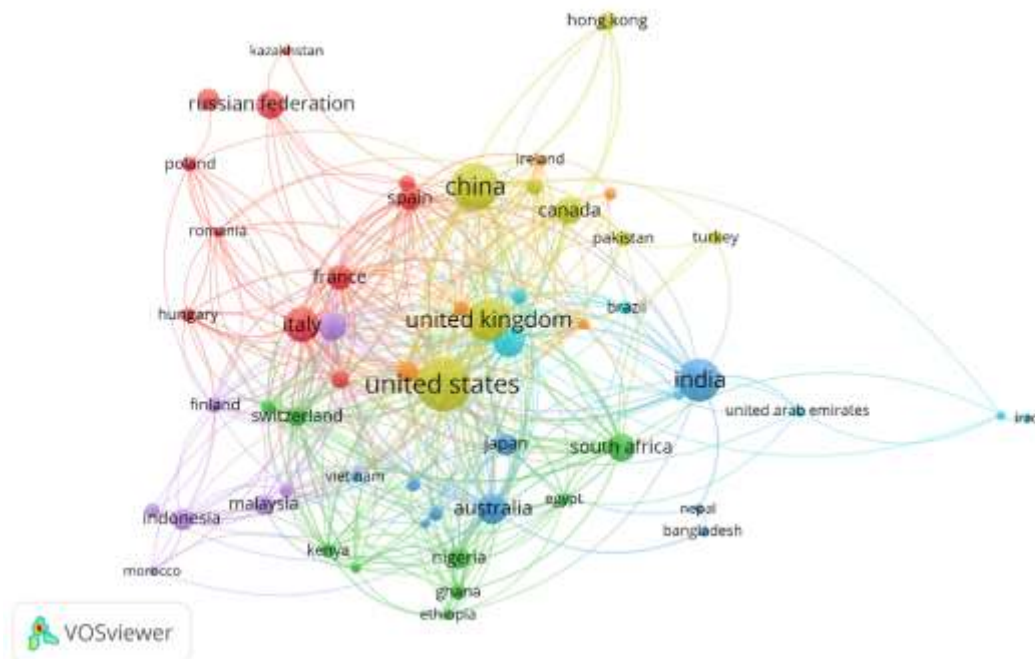 hong kong
kazakhstan
russian federation
poland
ireland
china
spain
canada
romania
pakistan
turkey
france
hungary
brazil
italy
united kingdom
united states
india
finland
switzerland
united arab emirates
iraq
japan
south africa
viet nam
malaysia
egypt
indonesia
australia
nepal
bangladesh
kenya
nigeria
morocco
ghana
ethiopia
VOSviewer